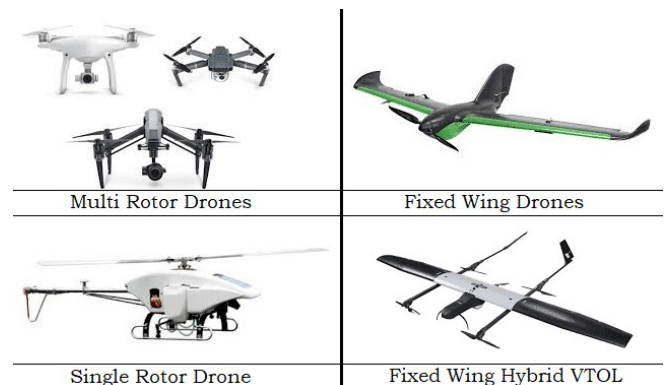 Multi Rotor Drones
Fixed Wing Drones
Single Rotor Drone
Fixed Wing Hybrid VTOL